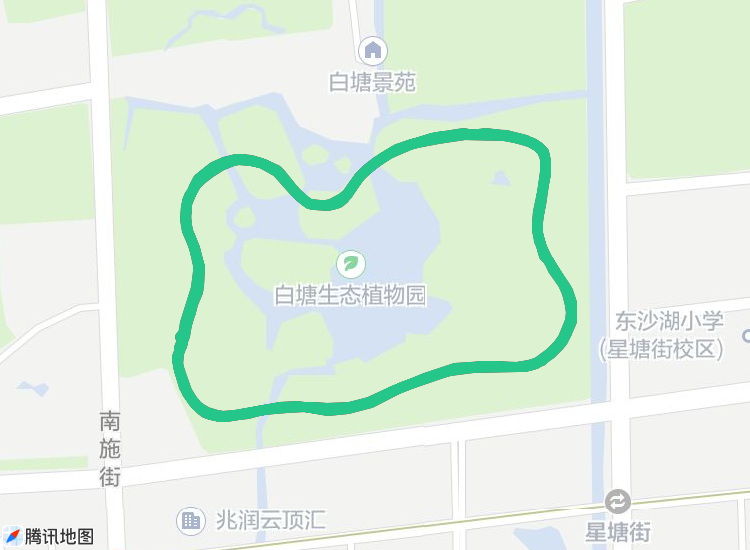 白塘景苑
白塘生态植物园
东沙湖小学
(星塘街校区)
南
施
街
兆润云顶汇
星塘街
腾讯地图